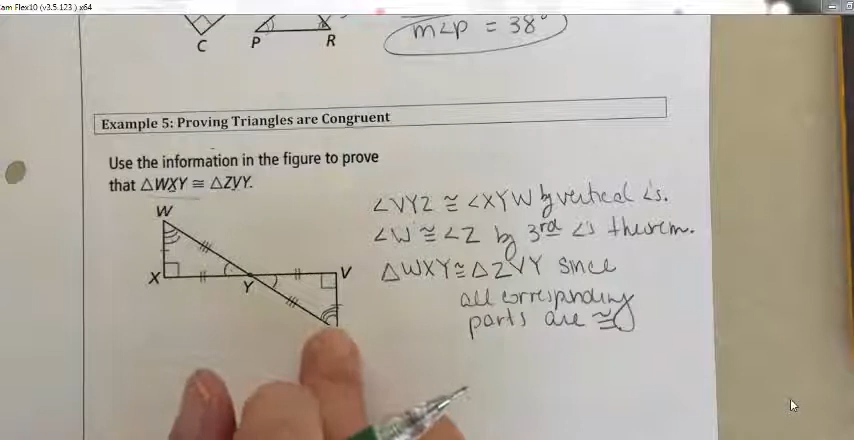 am Flex10 (v3.5.123) x64
C P R
m∠P = 38°
Example 5: Proving Triangles are Congruent
Use the information in the figure to prove
that △WXY ≅ △ZVY.
W
X
Y
V
∠VYZ ≅ ∠XYW by vertical ∠s.
∠W ≅ ∠Z by 3rd ∠s theorem.
△WXY ≅ △ZVY since
all corresponding
parts are ≅